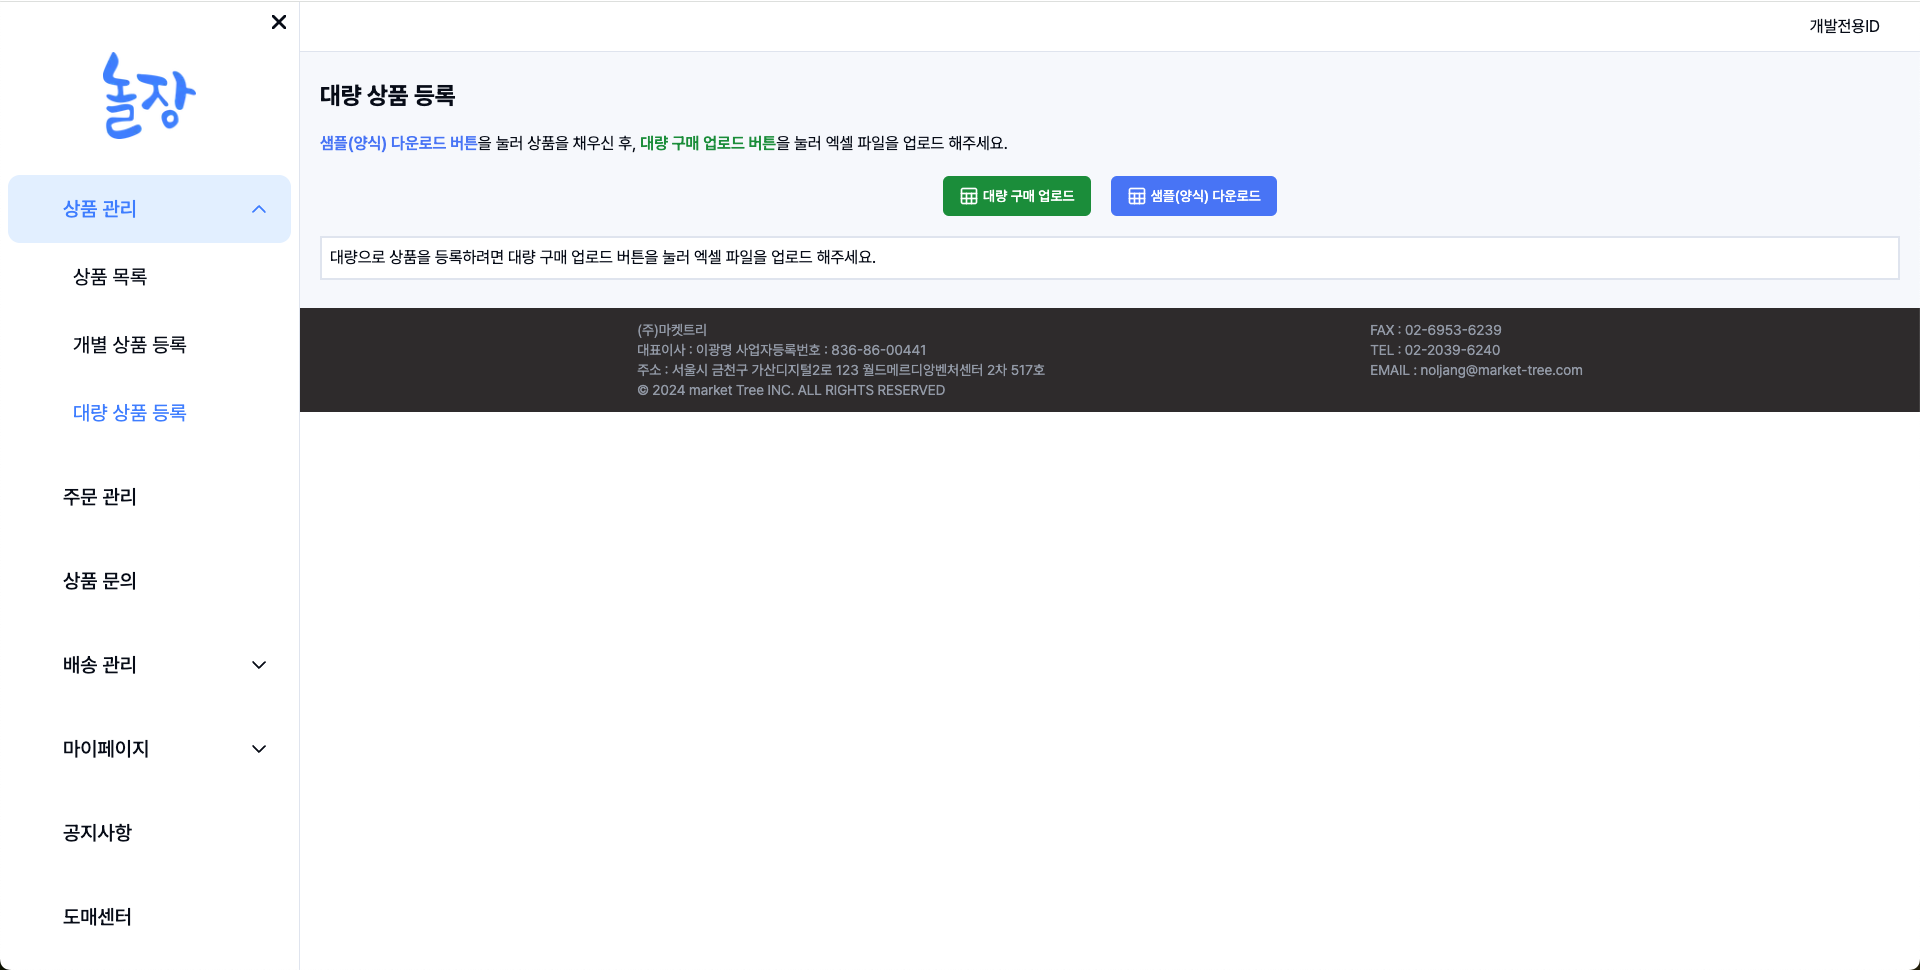 개발전용ID
놀장
상품 관리
상품 목록
개별 상품 등록
대량 상품 등록
주문 관리
상품 문의
배송 관리
마이페이지
공지사항
도매센터
대량 상품 등록
샘플(양식) 다운로드 버튼을 눌러 상품을 채우신 후, 대량 구매 업로드 버튼을 눌러 엑셀 파일을 업로드 해주세요.
대량 구매 업로드
샘플(양식) 다운로드
대량으로 상품을 등록하려면 대량 구매 업로드 버튼을 눌러 엑셀 파일을 업로드 해주세요.
(주)마켓트리
대표이사 : 이광명 사업자등록번호 : 836-86-00441
주소 : 서울시 금천구 가산디지털2로 123 월드메르디앙벤처센터 2차 517호
© 2024 market Tree INC. ALL RIGHTS RESERVED
FAX : 02-6953-6239
TEL : 02-2039-6240
EMAIL : noljang@market-tree.com